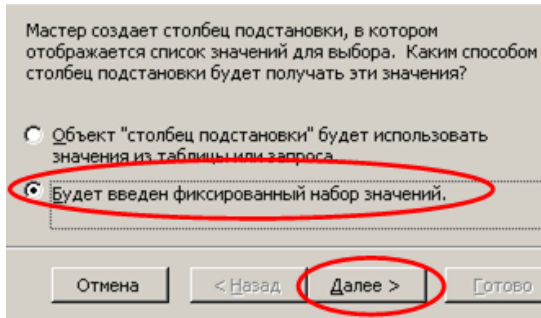 Мастер создает столбец подстановки, в котором
отображается список значений для выбора. Каким способом
столбец подстановки будет получать эти значения?
Объект "столбец подстановки" будет использовать
значения из таблицы или запроса.
Будет введен фиксированный набор значений.
Отмена < Назад Далее > Готово